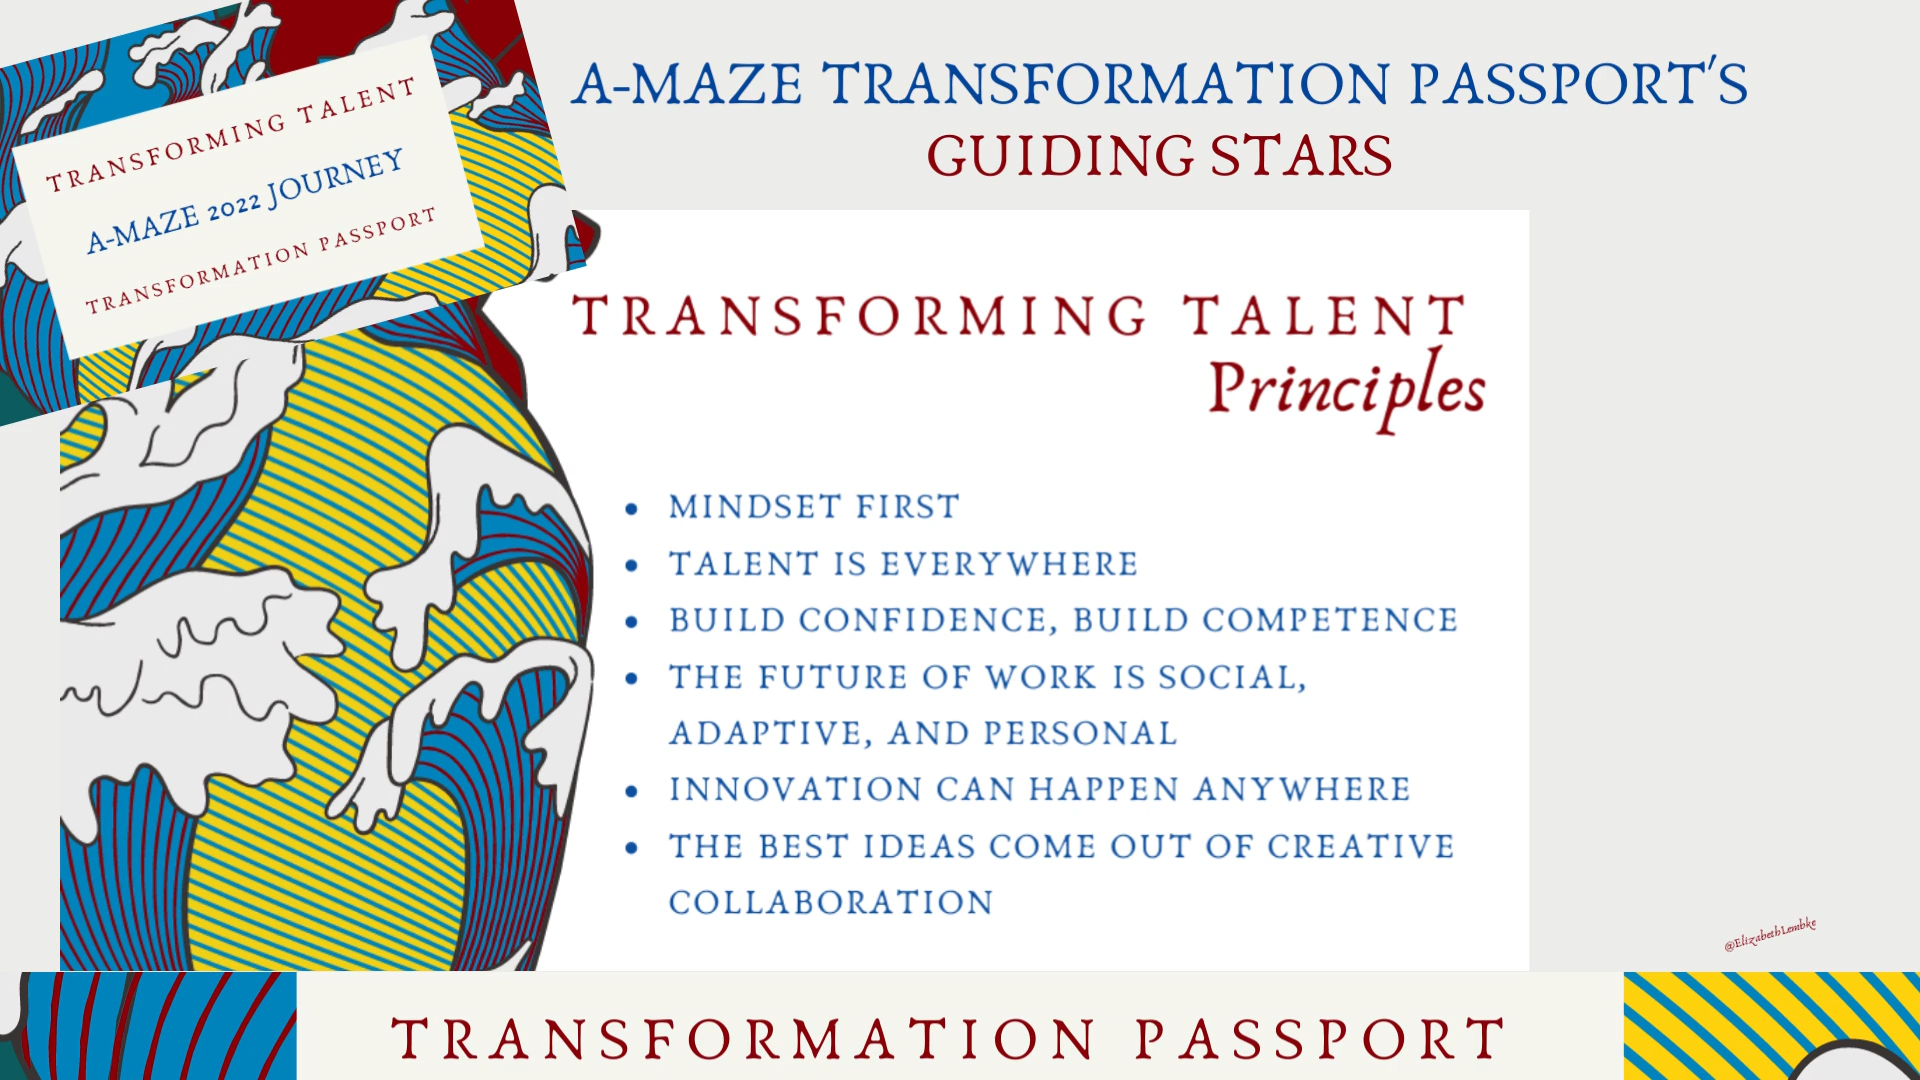 TRANSFORMING TALENT
A-MAZE 2022 JOURNEY
TRANSFORMATION PASSPORT
A-MAZE TRANSFORMATION PASSPORT'S
GUIDING STARS
TRANSFORMING TALENT
Principles
• MINDSET FIRST
• TALENT IS EVERYWHERE
• BUILD CONFIDENCE, BUILD COMPETENCE
• THE FUTURE OF WORK IS SOCIAL,
ADAPTIVE, AND PERSONAL
• INNOVATION CAN HAPPEN ANYWHERE
• THE BEST IDEAS COME OUT OF CREATIVE
COLLABORATION
@ElizabethLembke
TRANSFORMATION PASSPORT